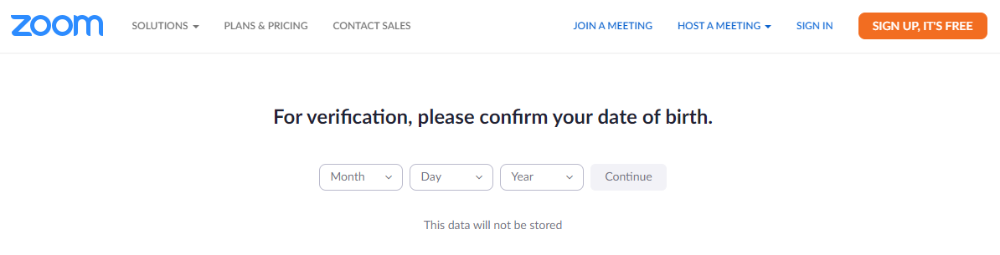 zoom SOLUTIONS PLANS & PRICING CONTACT SALES JOIN A MEETING HOST A MEETING SIGN IN SIGN UP, IT'S FREE
For verification, please confirm your date of birth.
Month Day Year Continue
This data will not be stored